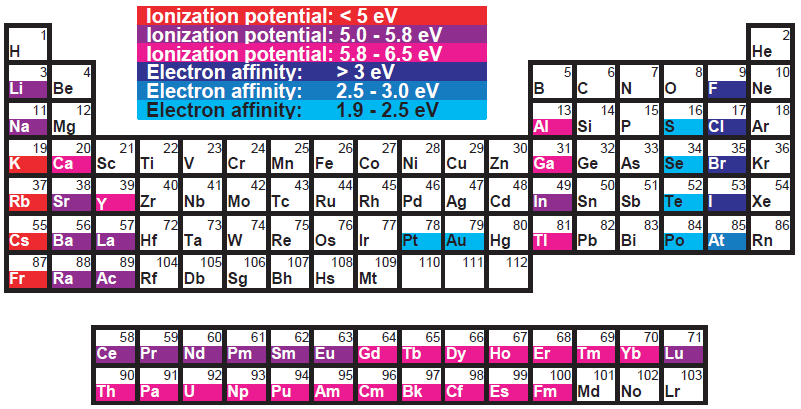 Ionization potential: < 5 eV
Ionization potential: 5.0 - 5.8 eV
Ionization potential: 5.8 - 6.5 eV
Electron affinity: > 3 eV
Electron affinity: 2.5 - 3.0 eV
Electron affinity: 1.9 - 2.5 eV
1 2
H He
3 4 5 6 7 8 9 10
Li Be B C N O F Ne
11 12 13 14 15 16 17 18
Na Mg Al Si P S Cl Ar
19 20 21 22 23 24 25 26 27 28 29 30 31 32 33 34 35 36
K Ca Sc Ti V Cr Mn Fe Co Ni Cu Zn Ga Ge As Se Br Kr
37 38 39 40 41 42 43 44 45 46 47 48 49 50 51 52 53 54
Rb Sr Y Zr Nb Mo Tc Ru Rh Pd Ag Cd In Sn Sb Te I Xe
55 56 57 72 73 74 75 76 77 78 79 80 81 82 83 84 85 86
Cs Ba La Hf Ta W Re Os Ir Pt Au Hg Tl Pb Bi Po At Rn
87 88 89 104 105 106 107 108 109 110 111 112
Fr Ra Ac Rf Db Sg Bh Hs Mt
58 59 60 61 62 63 64 65 66 67 68 69 70 71
Ce Pr Nd Pm Sm Eu Gd Tb Dy Ho Er Tm Yb Lu
90 91 92 93 94 95 96 97 98 99 100 101 102 103
Th Pa U Np Pu Am Cm Bk Cf Es Fm Md No Lr